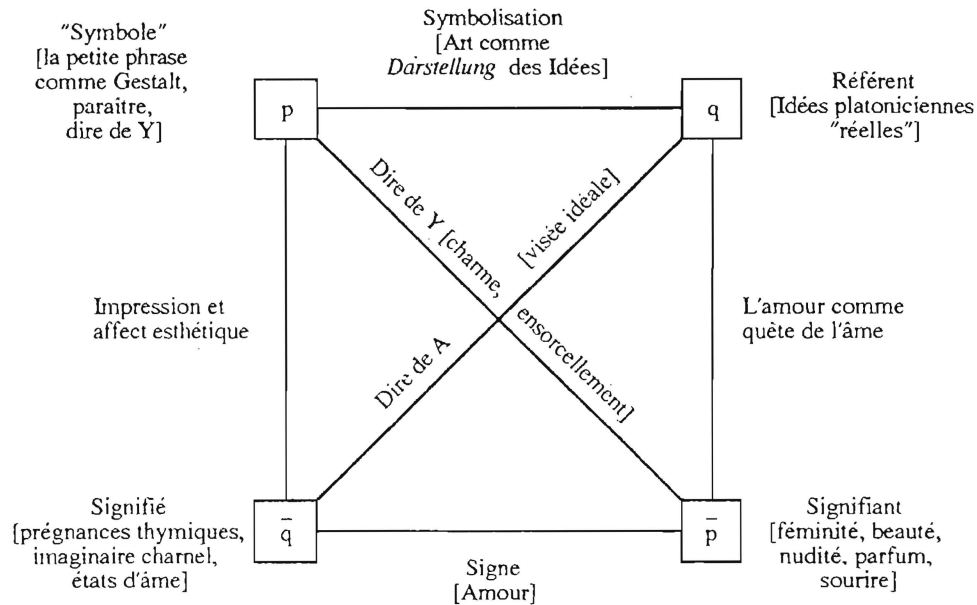 "Symbole"
[la petite phrase
comme Gestalt,
paraître,
dire de Y]
Symbolisation
[Art comme
Darstellung des Idées]
Référent
[Idées platoniciennes
"réelles"]
p
q
Dire de Y [charme,
ensorcellement]
[visée idéale]
Dire de A
Impression et
affect esthétique
L'amour comme
quête de l'âme
Signifié
[prégnances thymiques,
imaginaire charnel,
états d'âme]
q̅
p̅
Signe
[Amour]
Signifiant
[féminité, beauté,
nudité, parfum,
sourire]